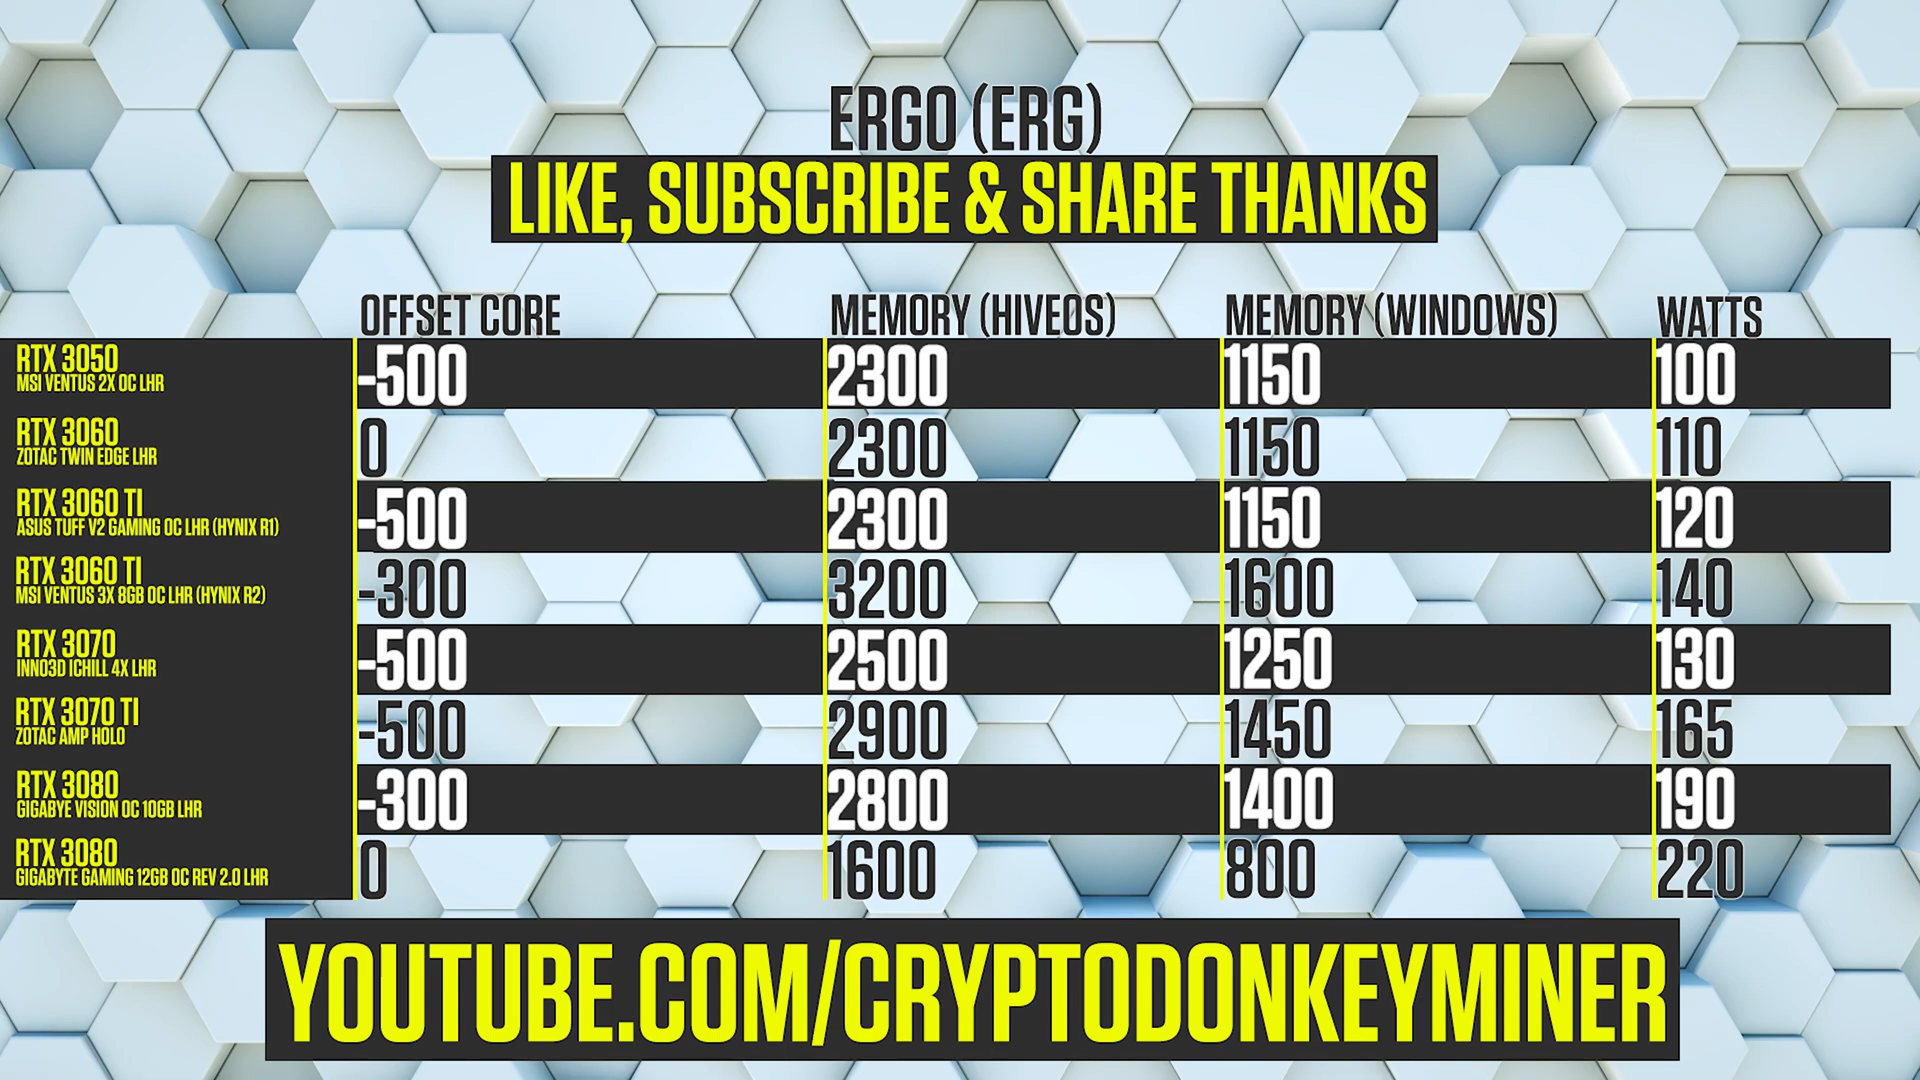 ERGO (ERG)
LIKE, SUBSCRIBE & SHARE THANKS
OFFSET CORE MEMORY (HIVEOS) MEMORY (WINDOWS) WATTS
RTX 3050
MSI VENTUS 2X OC LHR
-500 2300 1150 100
RTX 3060
ZOTAC TWIN EDGE LHR
0 2300 1150 110
RTX 3060 TI
ASUS TUFF V2 GAMING OC LHR (HYNIX R1)
-500 2300 1150 120
RTX 3060 TI
MSI VENTUS 3X 8GB OC LHR (HYNIX R2)
-300 3200 1600 140
RTX 3070
INNO3D ICHILL 4X LHR
-500 2500 1250 130
RTX 3070 TI
ZOTAC AMP HOLO
-500 2900 1450 165
RTX 3080
GIGABYE VISION OC 10GB LHR
-300 2800 1400 190
RTX 3080
GIGABYTE GAMING 12GB OC REV 2.0 LHR
0 1600 800 220
YOUTUBE.COM/CRYPTODONKEYMINER